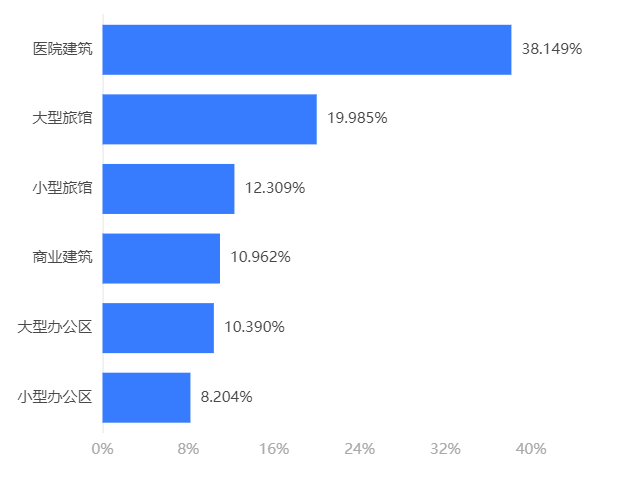 医院建筑 38.149%
大型旅馆 19.985%
小型旅馆 12.309%
商业建筑 10.962%
大型办公区 10.390%
小型办公区 8.204%
0% 8% 16% 24% 32% 40%